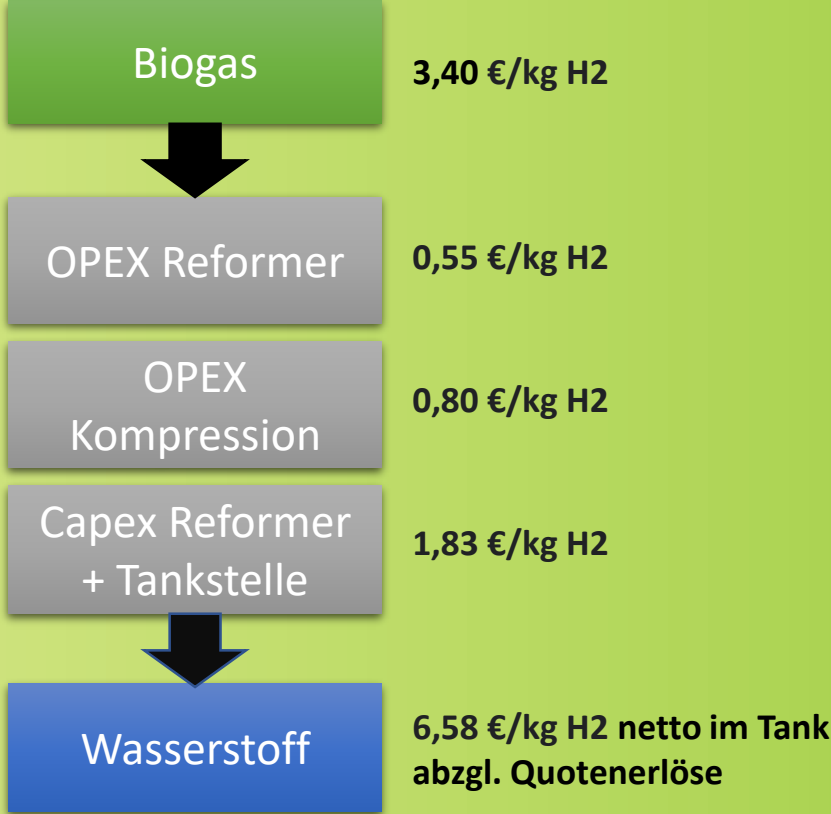 Biogas
3,40 €/kg H2
OPEX Reformer
0,55 €/kg H2
OPEX
Kompression
0,80 €/kg H2
Capex Reformer
+ Tankstelle
1,83 €/kg H2
Wasserstoff
6,58 €/kg H2 netto im Tank
abzgl. Quotenerlöse